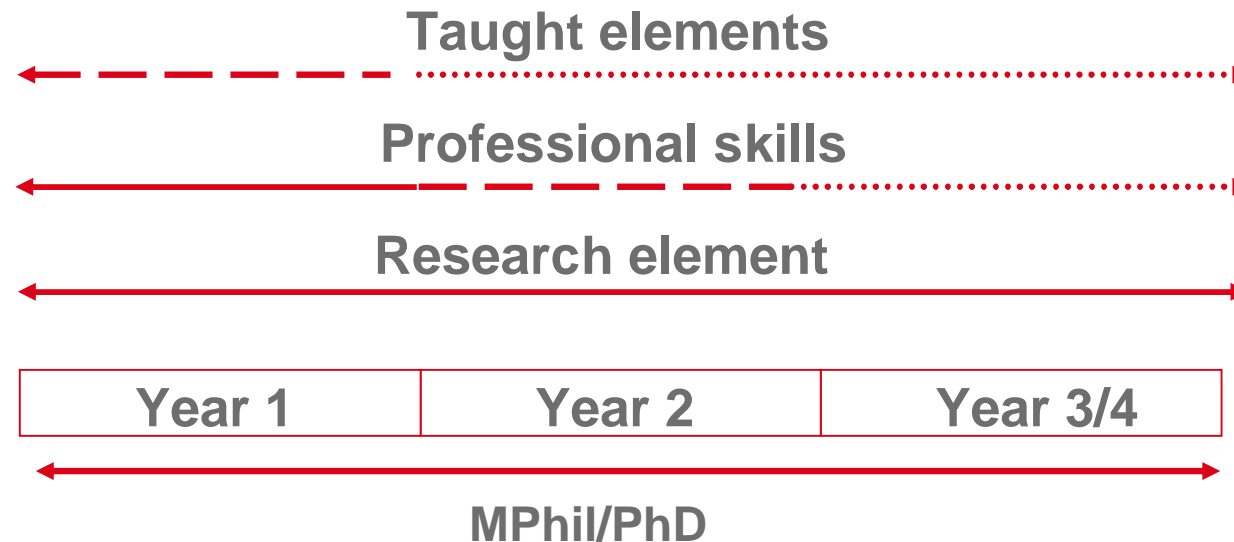 Taught elements
Professional skills
Research element
Year 1 Year 2 Year 3/4
MPhil/PhD